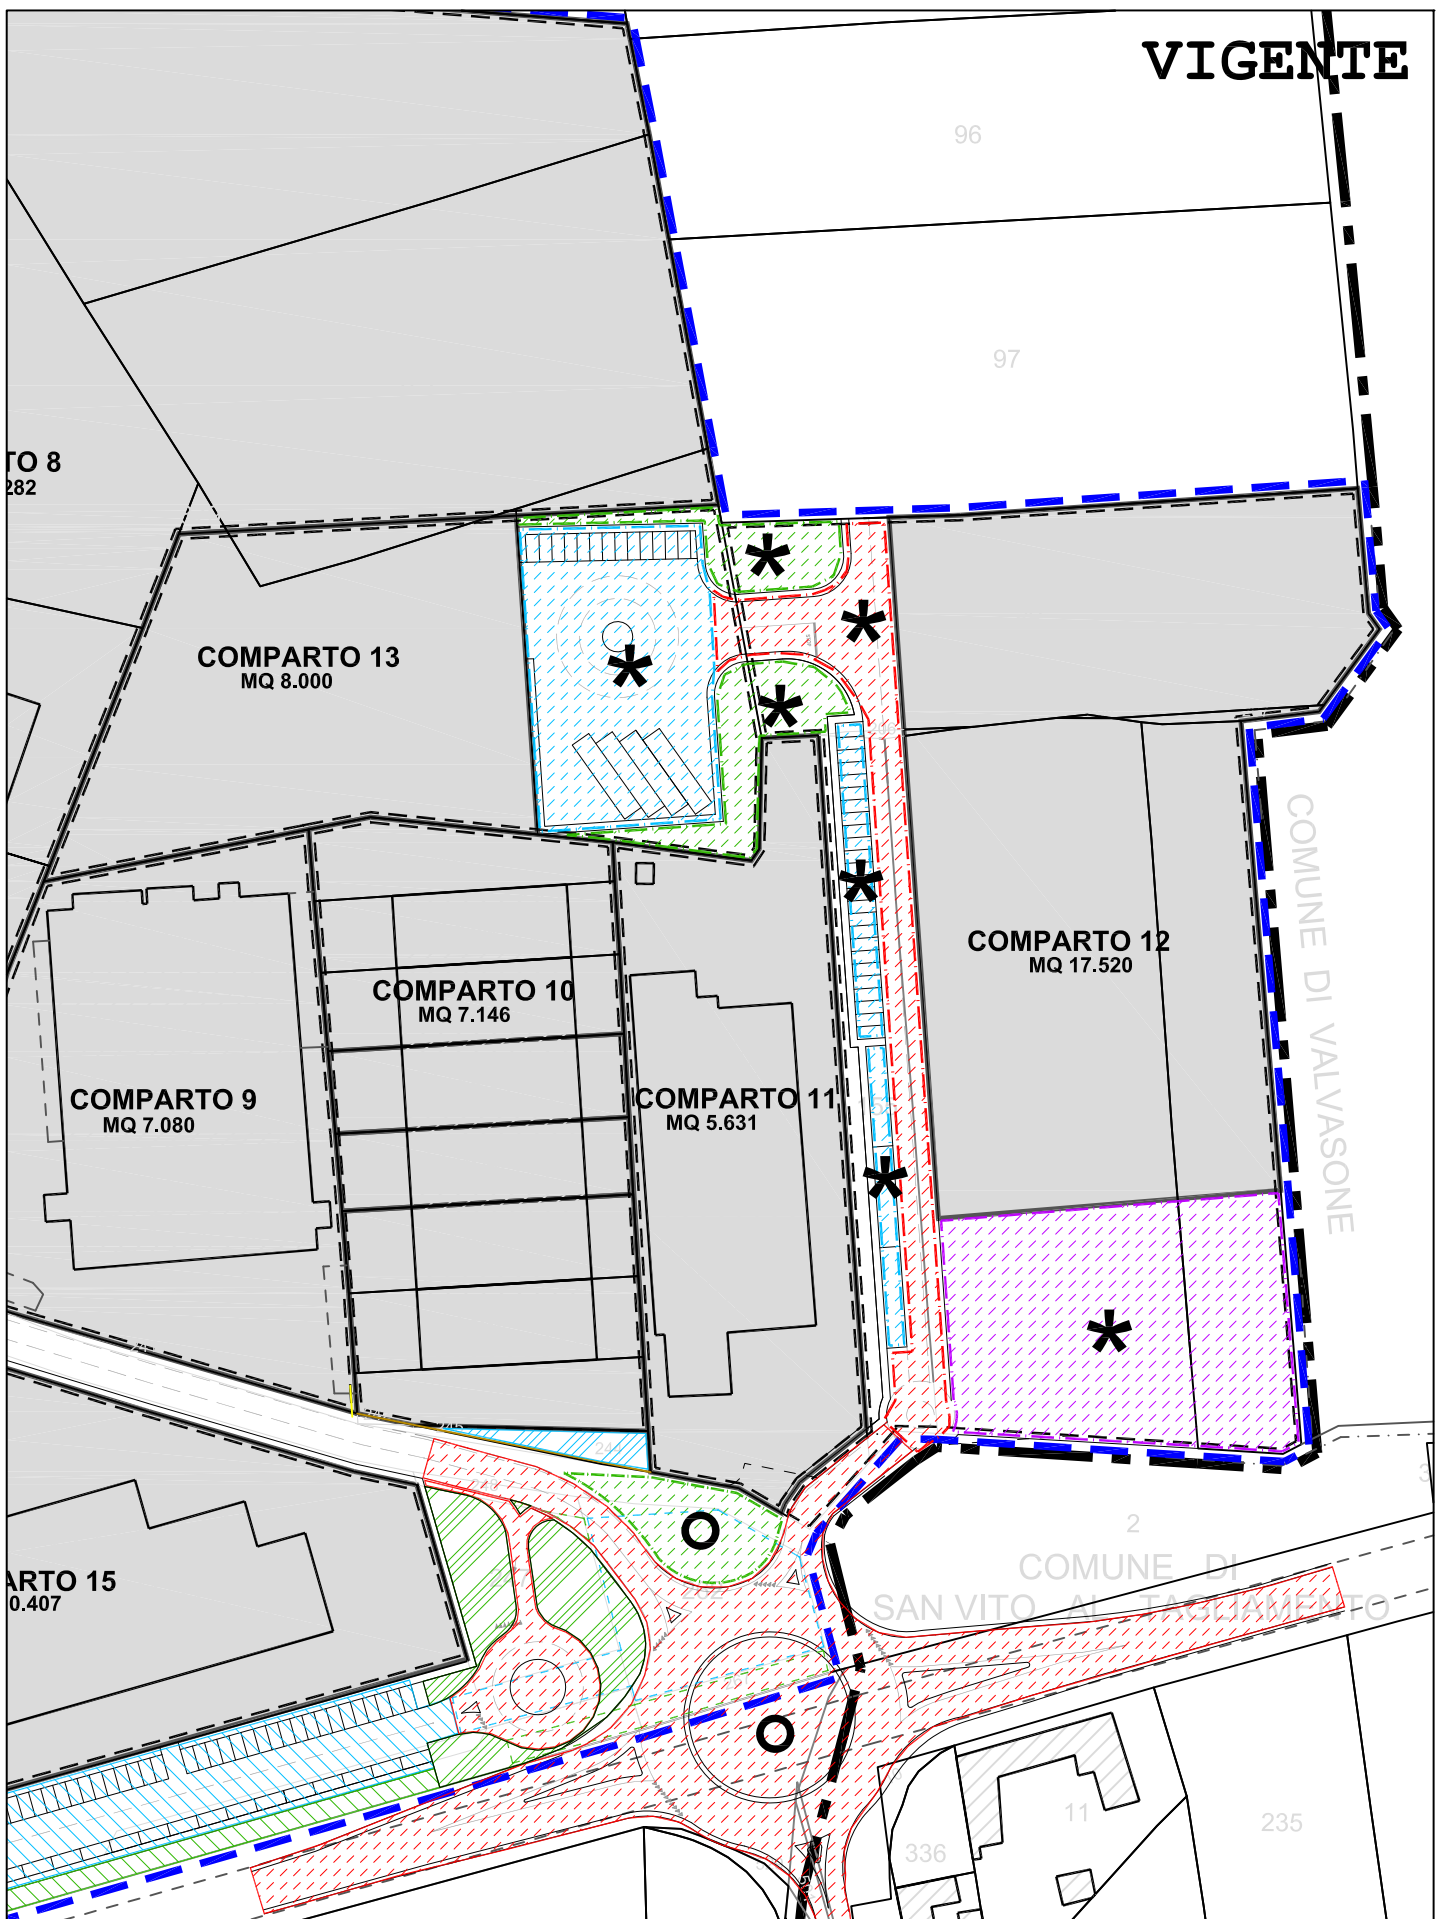 VIGENTE
96
97
TO 8
282
COMPARTO 13
MQ 8.000
COMPARTO 12
MQ 17.520
COMUNE DI VALVASONE
COMPARTO 10
MQ 7.146
COMPARTO 9
MQ 7.080
COMPARTO 11
MQ 5.631
2
COMUNE DI
SAN VITO AL TAGLIAMENTO
ARTO 15
0.407
11
235
336